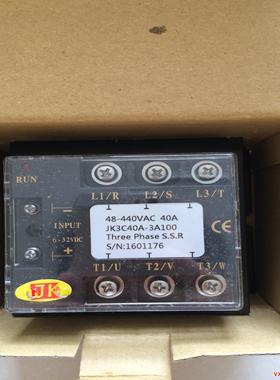 RUN
L1/R L2/S L3/T
INPUT
6-32VDC
48-440VAC 40A
JK3C40A-3A100
Three Phase S.S.R
S/N:1601176
CE
JK
T1/U T2/V T3/W